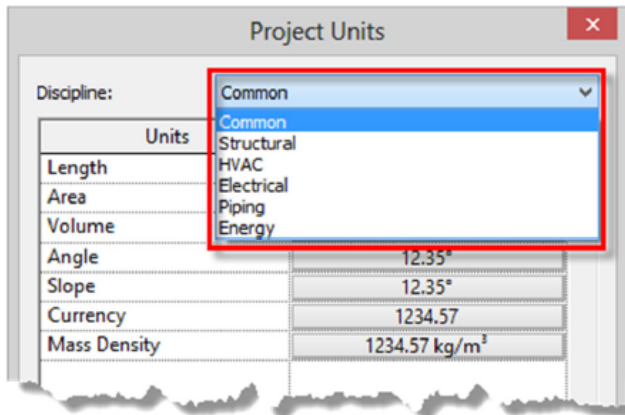 Project Units
×
Discipline: Common
Common
Structural
HVAC
Electrical
Piping
Energy
Units
Length
Area
Volume
Angle 12.35°
Slope 12.35°
Currency 1234.57
Mass Density 1234.57 kg/m³